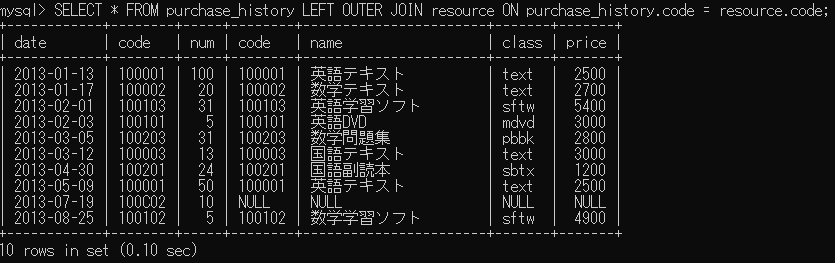 mysql> SELECT * FROM purchase_history LEFT OUTER JOIN resource ON purchase_history.code = resource.code;
+------------+--------+------+--------+--------------------+-------+-------+
| date       | code   | num  | code   | name               | class | price |
+------------+--------+------+--------+--------------------+-------+-------+
| 2013-01-13 | 100001 | 100 | 100001 | 英語テキスト | text | 2500 |
| 2013-01-17 | 100002 | 20 | 100002 | 数学テキスト | text | 2700 |
| 2013-02-01 | 100103 | 31 | 100103 | 英語学習ソフト | sftw | 5400 |
| 2013-02-03 | 100101 | 5 | 100101 | 英語DVD | mdvd | 3000 |
| 2013-03-05 | 100203 | 31 | 100203 | 数学問題集 | pbbk | 2800 |
| 2013-03-12 | 100003 | 13 | 100003 | 国語テキスト | text | 3000 |
| 2013-04-30 | 100201 | 24 | 100201 | 国語副読本 | sbtx | 1200 |
| 2013-05-09 | 100001 | 50 | 100001 | 英語テキスト | text | 2500 |
| 2013-07-19 | 100C02 | 10 | NULL | NULL | NULL | NULL |
| 2013-08-25 | 100102 | 5 | 100102 | 数学学習ソフト | sftw | 4900 |
+------------+--------+------+--------+--------------------+-------+-------+
10 rows in set (0.10 sec)